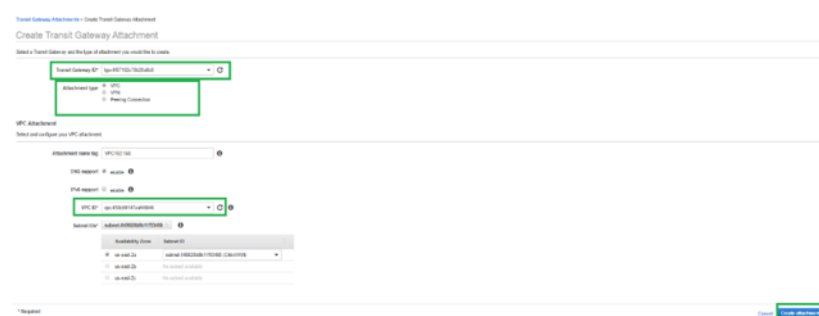 Transit Gateway Attachments > Create Transit Gateway Attachment
Create Transit Gateway Attachment
Select a Transit Gateway and the type of attachment you would like to create.
Transit Gateway ID*
Attachment type VPC
VPN
Peering Connection
VPC Attachment
Select and configure your VPC attachment.
Attachment name tag
DNS support enable
IPv6 support enable
VPC ID*
Subnet IDs*
Availability Zone Subnet ID
us-east-2a
us-east-2b No subnet available
us-east-2c No subnet available
* Required Cancel Create attachment